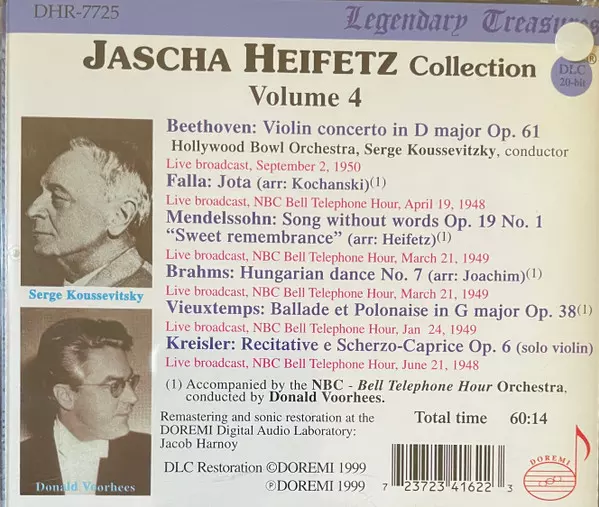 DHR-7725
Legendary Treasures
JASCHA HEIFETZ Collection
DLC
20-bit
®
Volume 4
Beethoven: Violin concerto in D major Op. 61
Hollywood Bowl Orchestra, Serge Koussevitzky, conductor
Live broadcast, September 2, 1950
Falla: Jota (arr: Kochanski)(1)
Live broadcast, NBC Bell Telephone Hour, April 19, 1948
Mendelssohn: Song without words Op. 19 No. 1
“Sweet remembrance” (arr: Heifetz)(1)
Live broadcast, NBC Bell Telephone Hour, March 21, 1949
Brahms: Hungarian dance No. 7 (arr: Joachim)(1)
Live broadcast, NBC Bell Telephone Hour, March 21, 1949
Vieuxtemps: Ballade et Polonaise in G major Op. 38(1)
Live broadcast, NBC Bell Telephone Hour, Jan 24, 1949
Kreisler: Recitative e Scherzo-Caprice Op. 6 (solo violin)
Live broadcast, NBC Bell Telephone Hour, June 21, 1948
Serge Koussevitsky
Donald Voorhees
(1) Accompanied by the NBC - Bell Telephone Hour Orchestra,
conducted by Donald Voorhees.
Remastering and sonic restoration at the
DOREMI Digital Audio Laboratory:
Jacob Harnoy
Total time 60:14
DLC Restoration ©DOREMI 1999
℗DOREMI 1999
7 23723 41622 3
DOREMI